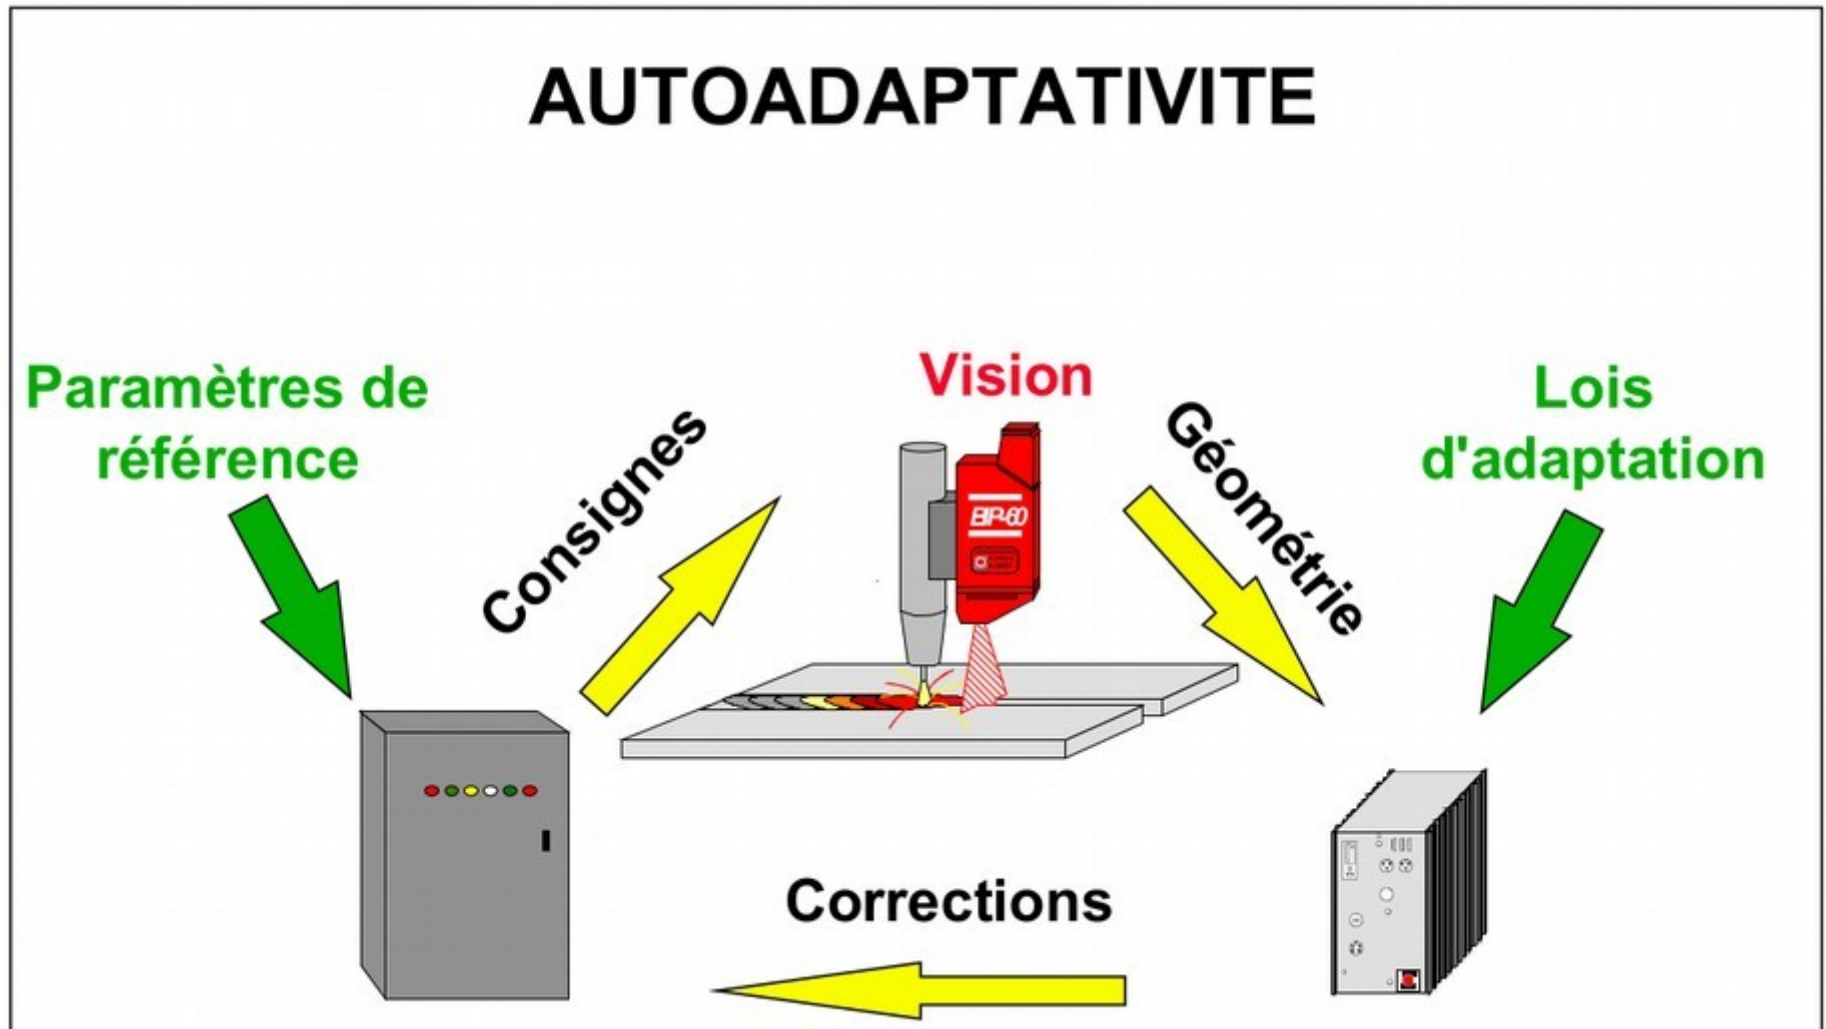 AUTOADAPTATIVITE
Paramètres de
référence
Consignes
Vision
BIP-60
Géométrie
Lois
d'adaptation
Corrections